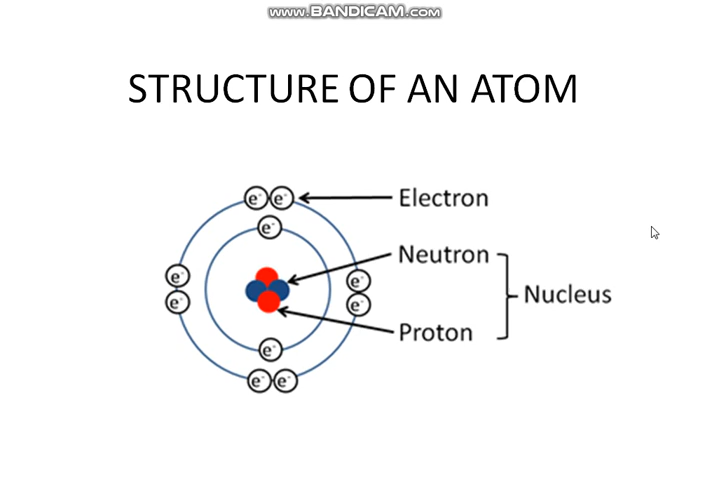 www.BANDICAM.com
STRUCTURE OF AN ATOM
e⁻ e⁻
Electron
e⁻
Neutron
e⁻
e⁻
Nucleus
e⁻
e⁻
Proton
e⁻
e⁻ e⁻